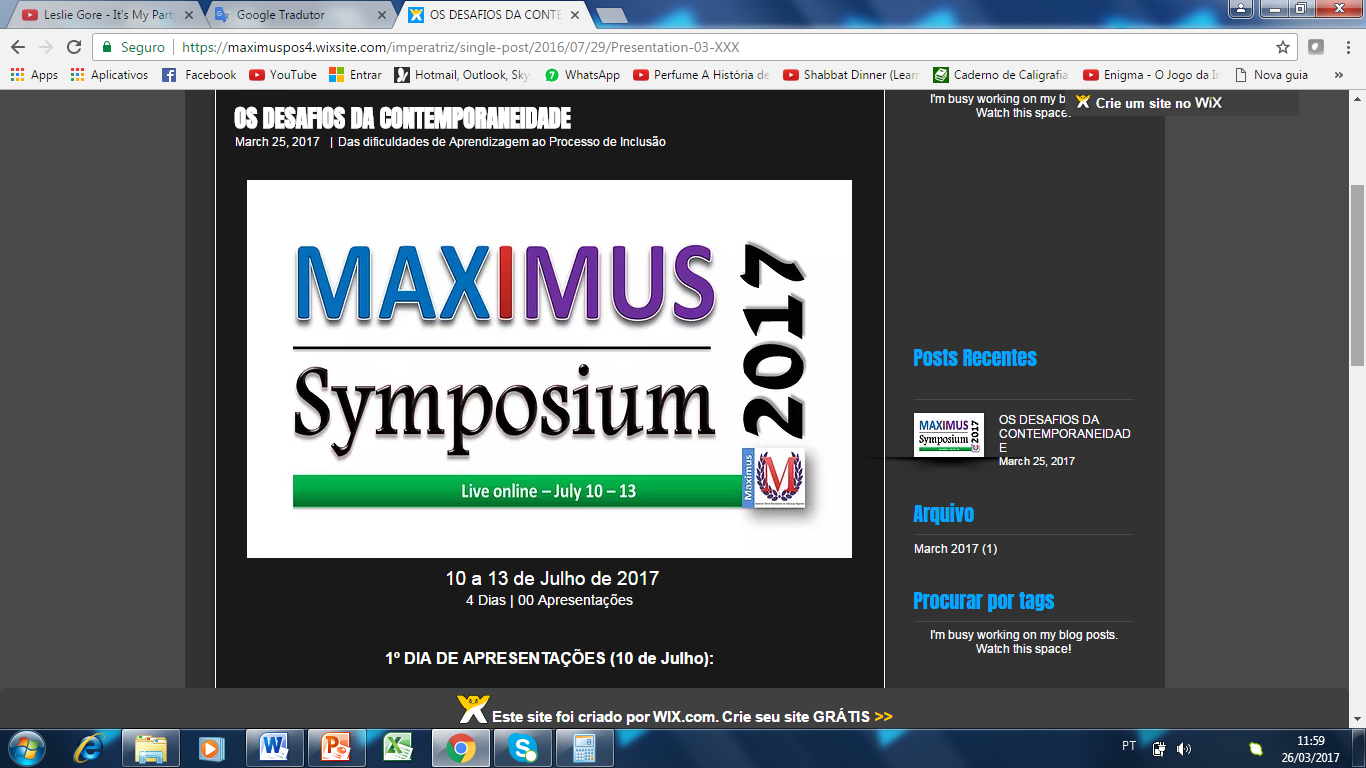 Leslie Gore - It's My Party
Google Tradutor
OS DESAFIOS DA CONTE
Seguro
https://maximuspos4.wixsite.com/imperatriz/single-post/2016/07/29/Presentation-03-XXX
Apps
Aplicativos
Facebook
YouTube
Entrar
Hotmail, Outlook, Sky
WhatsApp
Perfume A História de
Shabbat Dinner (Lear
Caderno de Caligrafia
Enigma - O Jogo da Ir
Nova guia
»
OS DESAFIOS DA CONTEMPORANEIDADE
March 25, 2017 | Das dificuldades de Aprendizagem ao Processo de Inclusão
MAXIMUS
Symposium
2017
Live online – July 10 – 13
Maximus
M
10 a 13 de Julho de 2017
4 Dias | 00 Apresentações
1º DIA DE APRESENTAÇÕES (10 de Julho):
I'm busy working on my b
Watch this space!
Crie um site no WiX
Posts Recentes
MAXIMUS
Symposium
2017
OS DESAFIOS DA
CONTEMPORANEIDAD
E
March 25, 2017
Arquivo
March 2017 (1)
Procurar por tags
I'm busy working on my blog posts.
Watch this space!
Este site foi criado por WIX.com. Crie seu site GRÁTIS >>
PT
11:59
26/03/2017